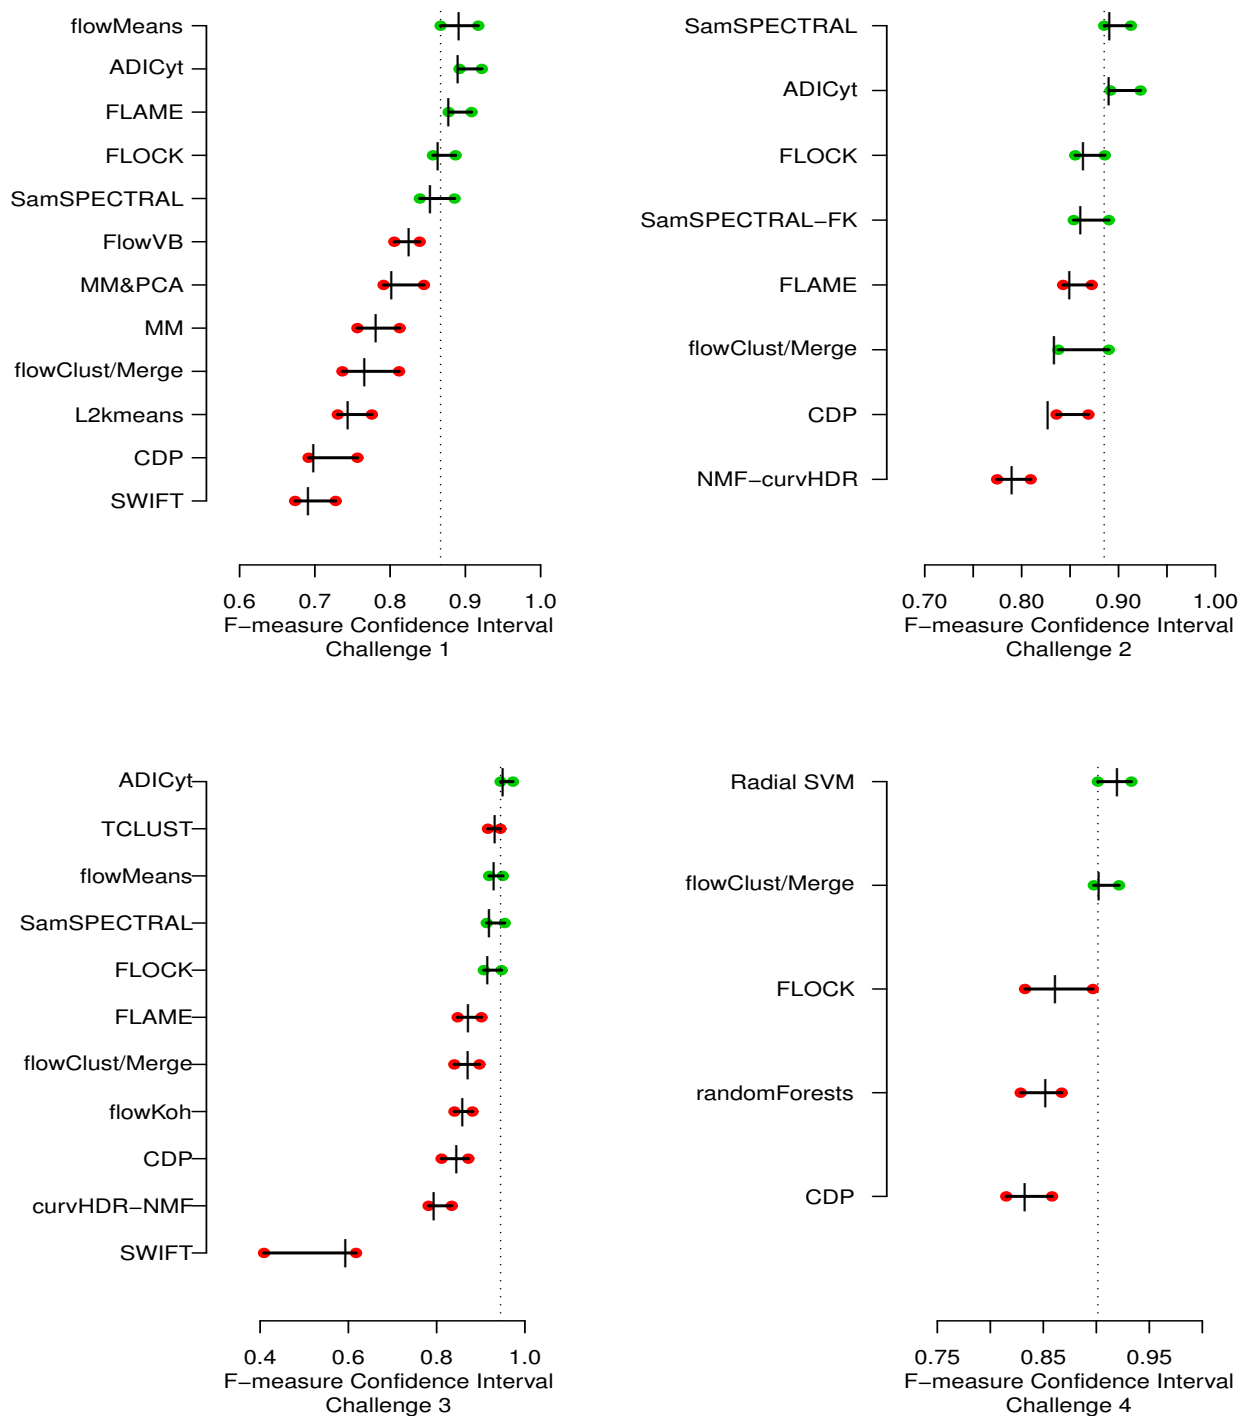 flowMeans
ADICyt
FLAME
FLOCK
SamSPECTRAL
FlowVB
MM&PCA
MM
flowClust/Merge
L2kmeans
CDP
SWIFT
0.6 0.7 0.8 0.9 1.0
F−measure Confidence Interval
Challenge 1
SamSPECTRAL
ADICyt
FLOCK
SamSPECTRAL−FK
FLAME
flowClust/Merge
CDP
NMF−curvHDR
0.70 0.80 0.90 1.00
F−measure Confidence Interval
Challenge 2
ADICyt
TCLUST
flowMeans
SamSPECTRAL
FLOCK
FLAME
flowClust/Merge
flowKoh
CDP
curvHDR−NMF
SWIFT
0.4 0.6 0.8 1.0
F−measure Confidence Interval
Challenge 3
Radial SVM
flowClust/Merge
FLOCK
randomForests
CDP
0.75 0.85 0.95
F−measure Confidence Interval
Challenge 4